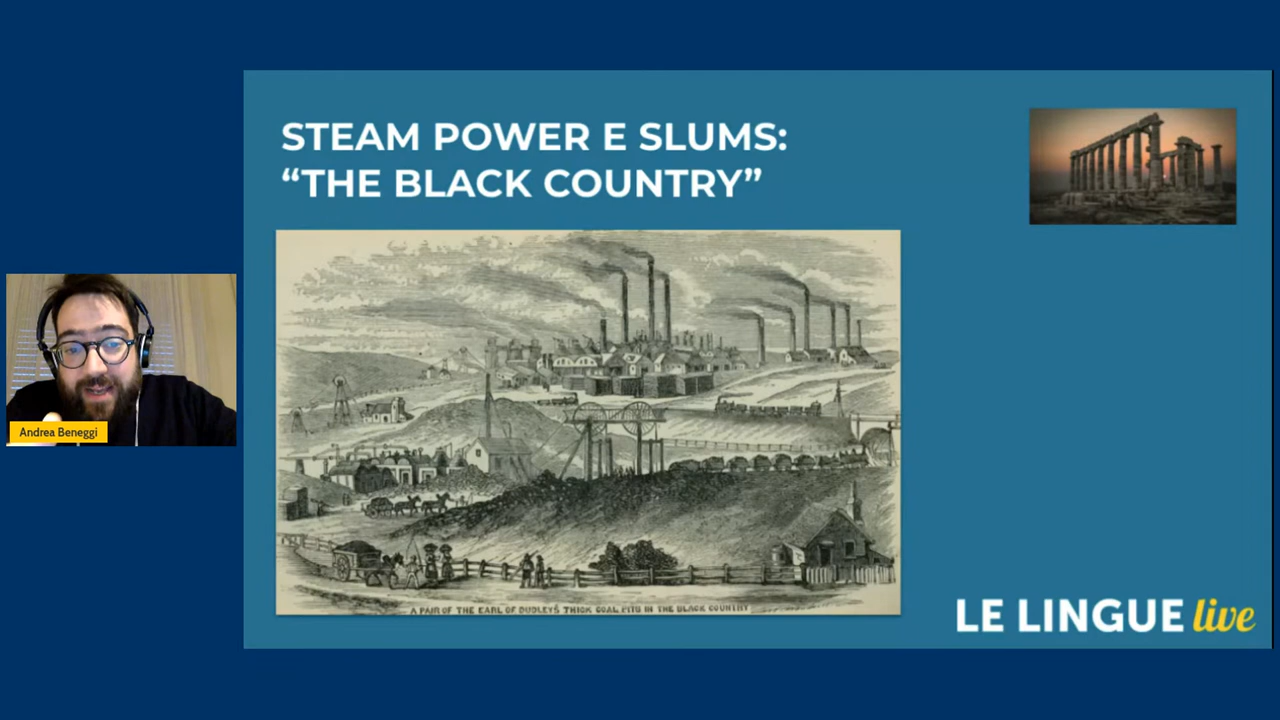 STEAM POWER E SLUMS:
“THE BLACK COUNTRY”
Andrea Beneggi
A PAIR OF THE EARL OF DUDLEY'S THICK COAL PITS IN THE BLACK COUNTRY
LE LINGUE live